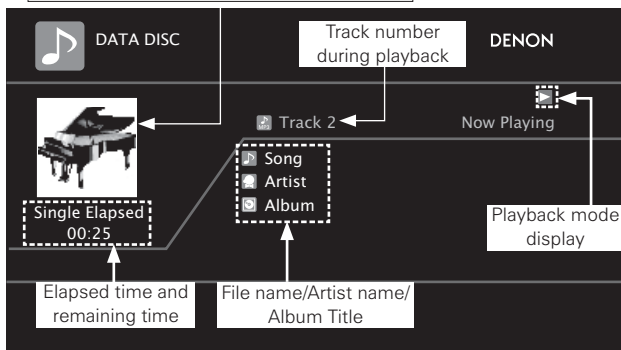 DATA DISC
Track number
during playback
DENON
Track 2
Now Playing
Song
Artist
Album
Single Elapsed
00:25
Playback mode
display
Elapsed time and
remaining time
File name/Artist name/
Album Title